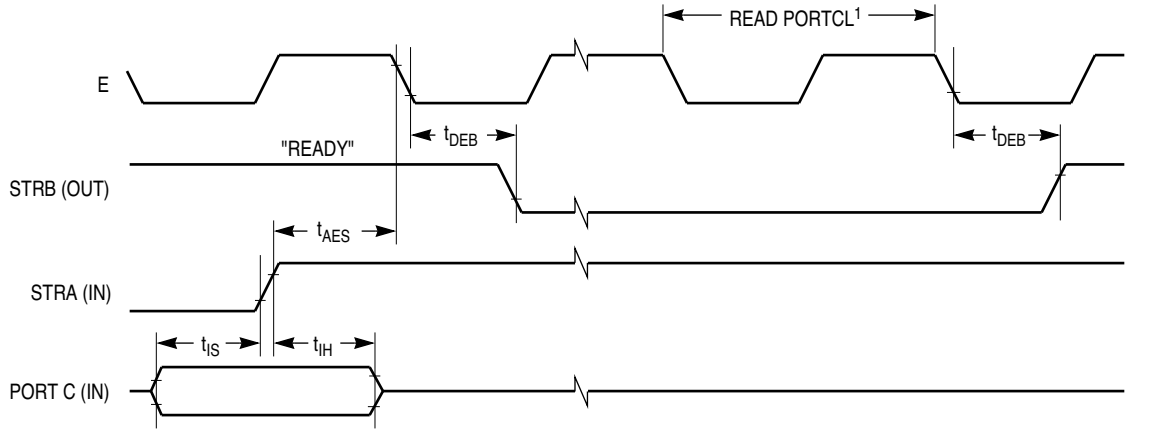 READ PORTCL1
E
tDEB
tDEB
"READY"
STRB (OUT)
tAES
STRA (IN)
tIS
tIH
PORT C (IN)